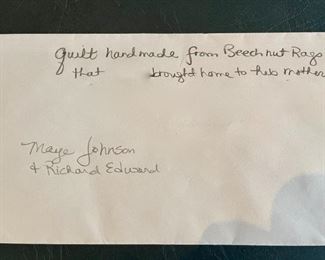 Quilt handmade from Beechnut Rags
that brought home to his mother
Maye Johnson
& Richard Edward